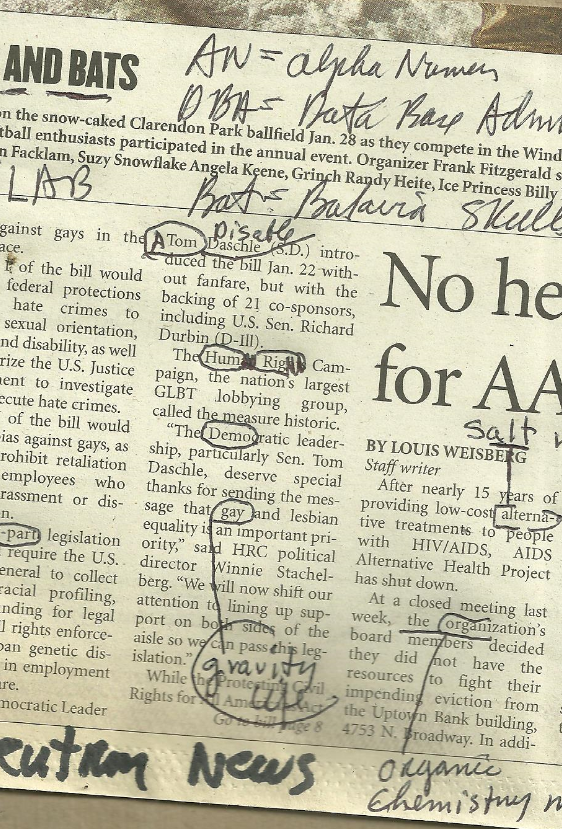 AND BATS
AN = alpha Numen
DBA = Data Base Adm
on the snow-caked Clarendon Park ballfield Jan. 28 as they compete in the Wind
tball enthusiasts participated in the annual event. Organizer Frank Fitzgerald s
n Facklam, Suzy Snowflake Angela Keene, Grinch Randy Heite, Ice Princess Billy
LAB
Bat = Batavia Skull
gainst gays in the
ace.
of the bill would
federal protections
hate crimes to
sexual orientation,
nd disability, as well
rize the U.S. Justice
ent to investigate
ecute hate crimes.
of the bill would
ias against gays, as
rohibit retaliation
employees who
rassment or dis-
n.
-part legislation
require the U.S.
eneral to collect
racial profiling,
nding for legal
l rights enforce-
an genetic dis-
in employment
re.
mocratic Leader
Disable
A Tom Daschle (S.D.) intro-
duced the bill Jan. 22 with-
out fanfare, but with the
backing of 21 co-sponsors,
including U.S. Sen. Richard
Durbin (D-Ill).
The Human Rights Cam-
paign, the nation's largest
GLBT lobbying group,
called the measure historic.
"The Democratic leader-
ship, particularly Sen. Tom
Daschle, deserve special
thanks for sending the mes-
sage that gay and lesbian
equality is an important pri-
ority," said HRC political
director Winnie Stachel-
berg. "We will now shift our
attention to lining up sup-
port on both sides of the
aisle so we can pass this leg-
islation."
gravity
While the Protecting Civil
Rights for All Americans Act
Go to bill page 8
No he
for AA
Salt
BY LOUIS WEISBERG
Staff writer
After nearly 15 years of
providing low-cost alterna-
tive treatments to people
with HIV/AIDS, AIDS
Alternative Health Project
has shut down.
At a closed meeting last
week, the organization's
board members decided
they did not have the
resources to fight their
impending eviction from
the Uptown Bank building,
4753 N. Broadway. In addi-
eutron News
organic
Chemistry